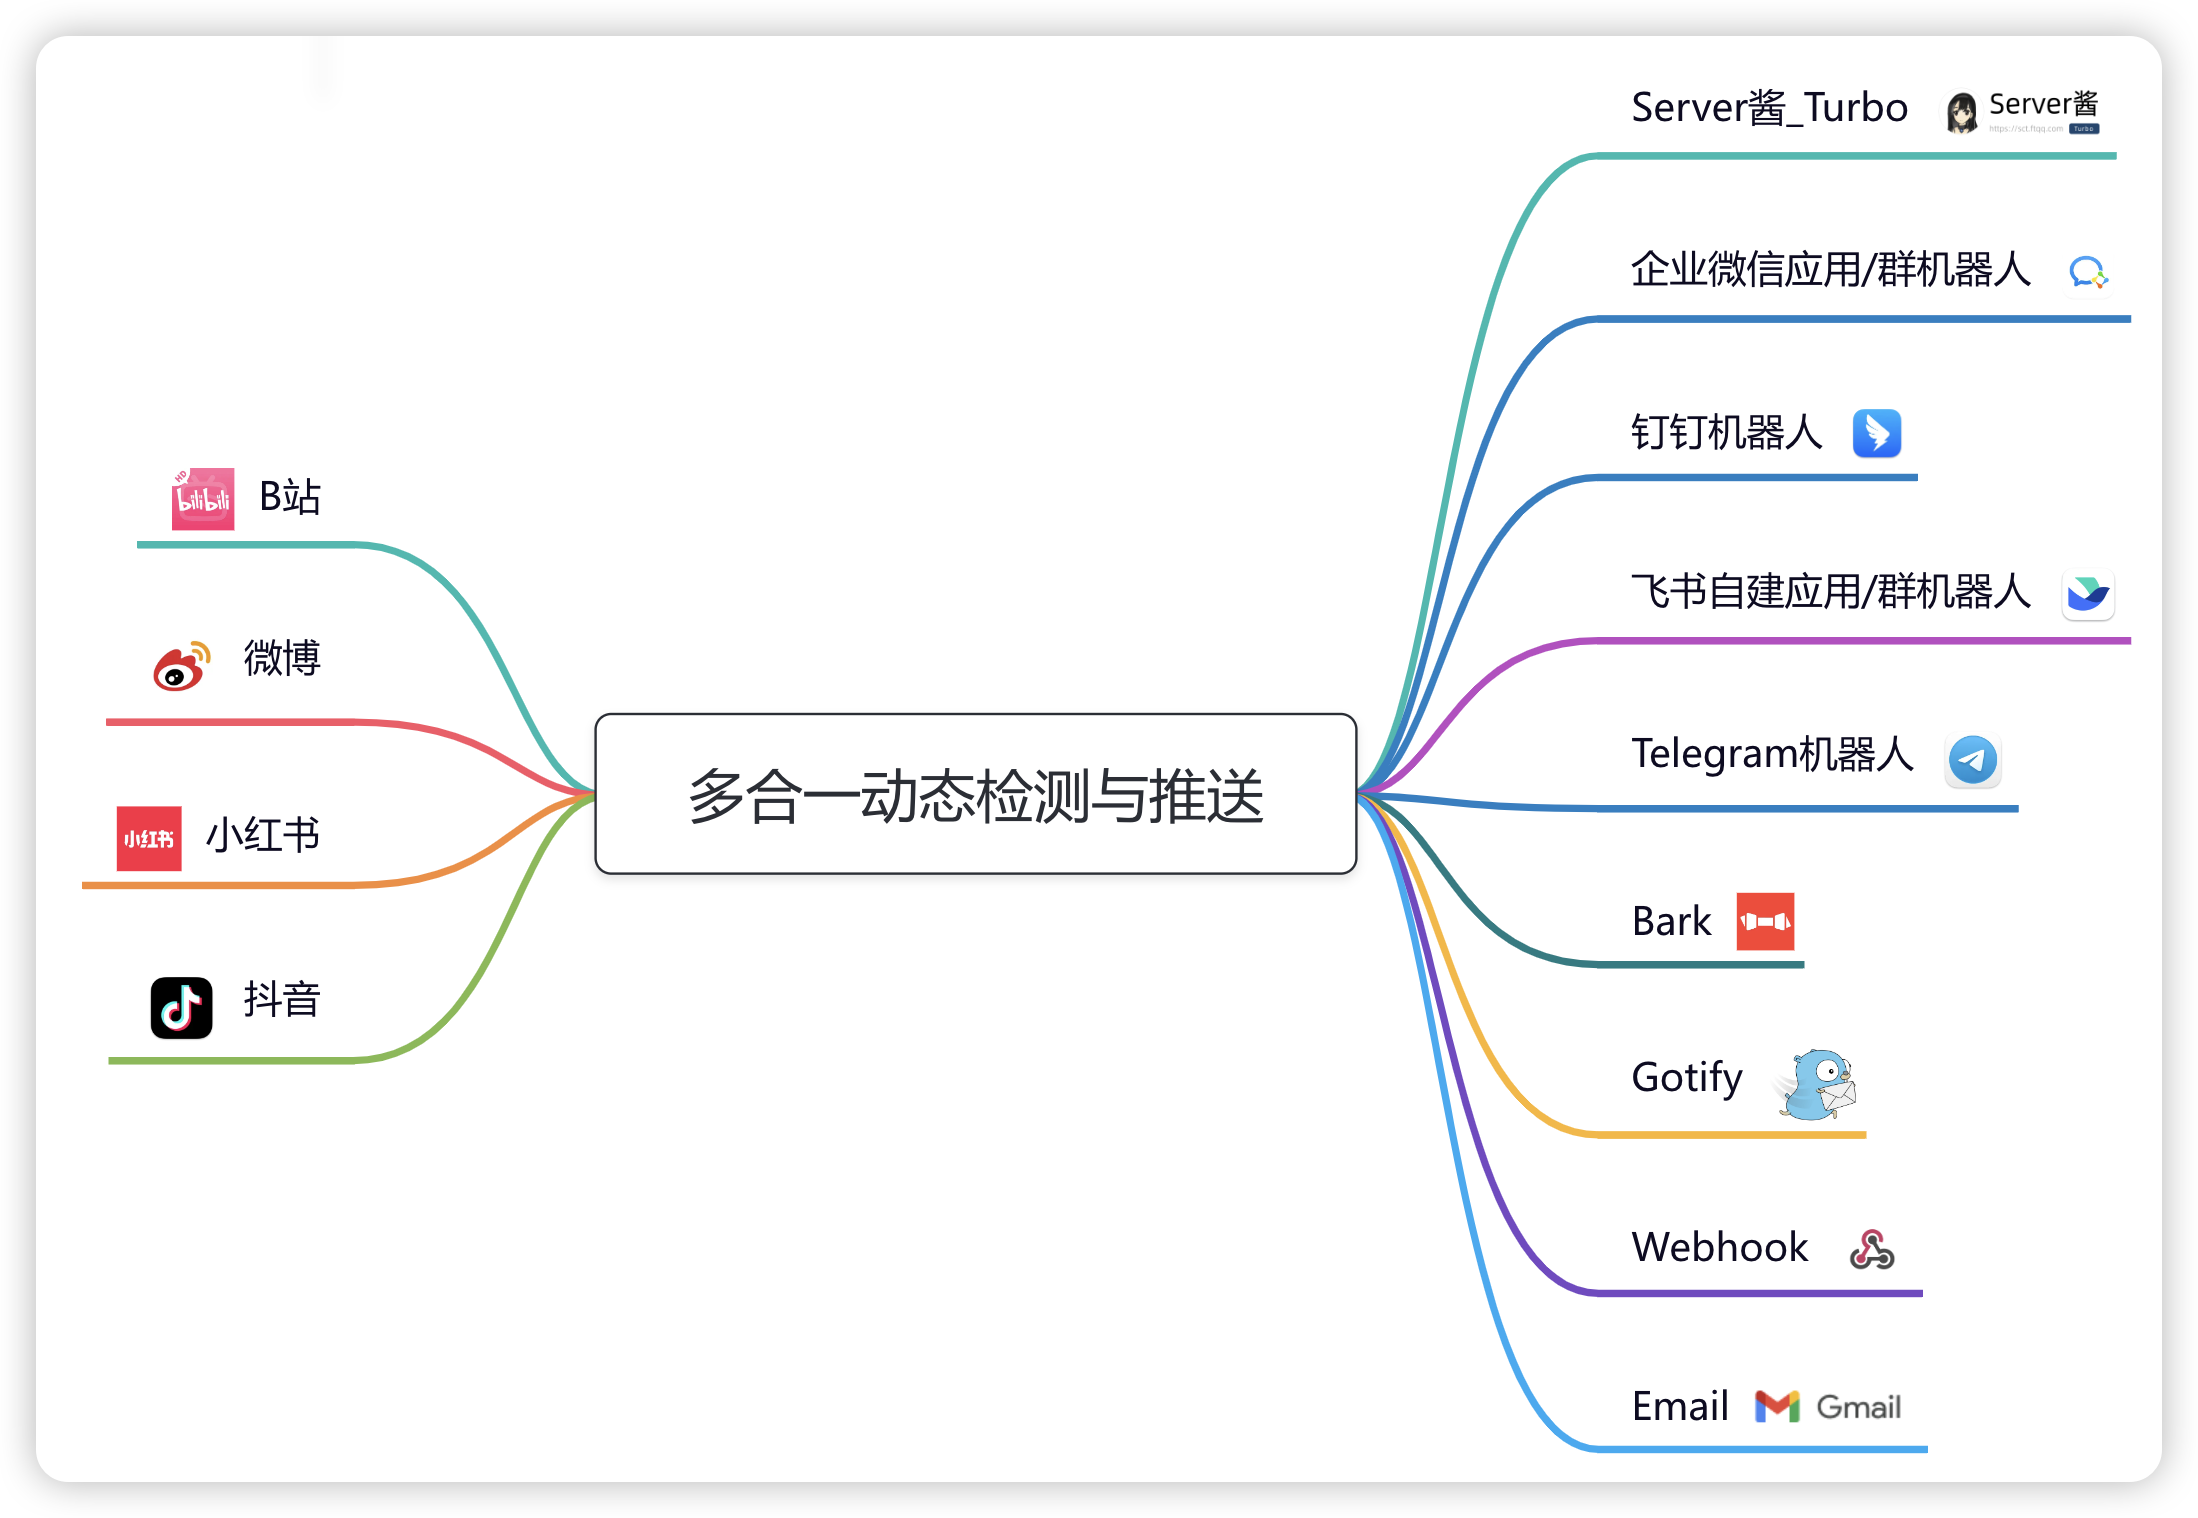 B站
微博
小红书
小红书
抖音
HD
bilibili
多合一动态检测与推送
Server酱_Turbo
Server酱
https://sct.ftqq.com Turbo
企业微信应用/群机器人
钉钉机器人
飞书自建应用/群机器人
Telegram机器人
Bark
Gotify
Webhook
Email
Gmail